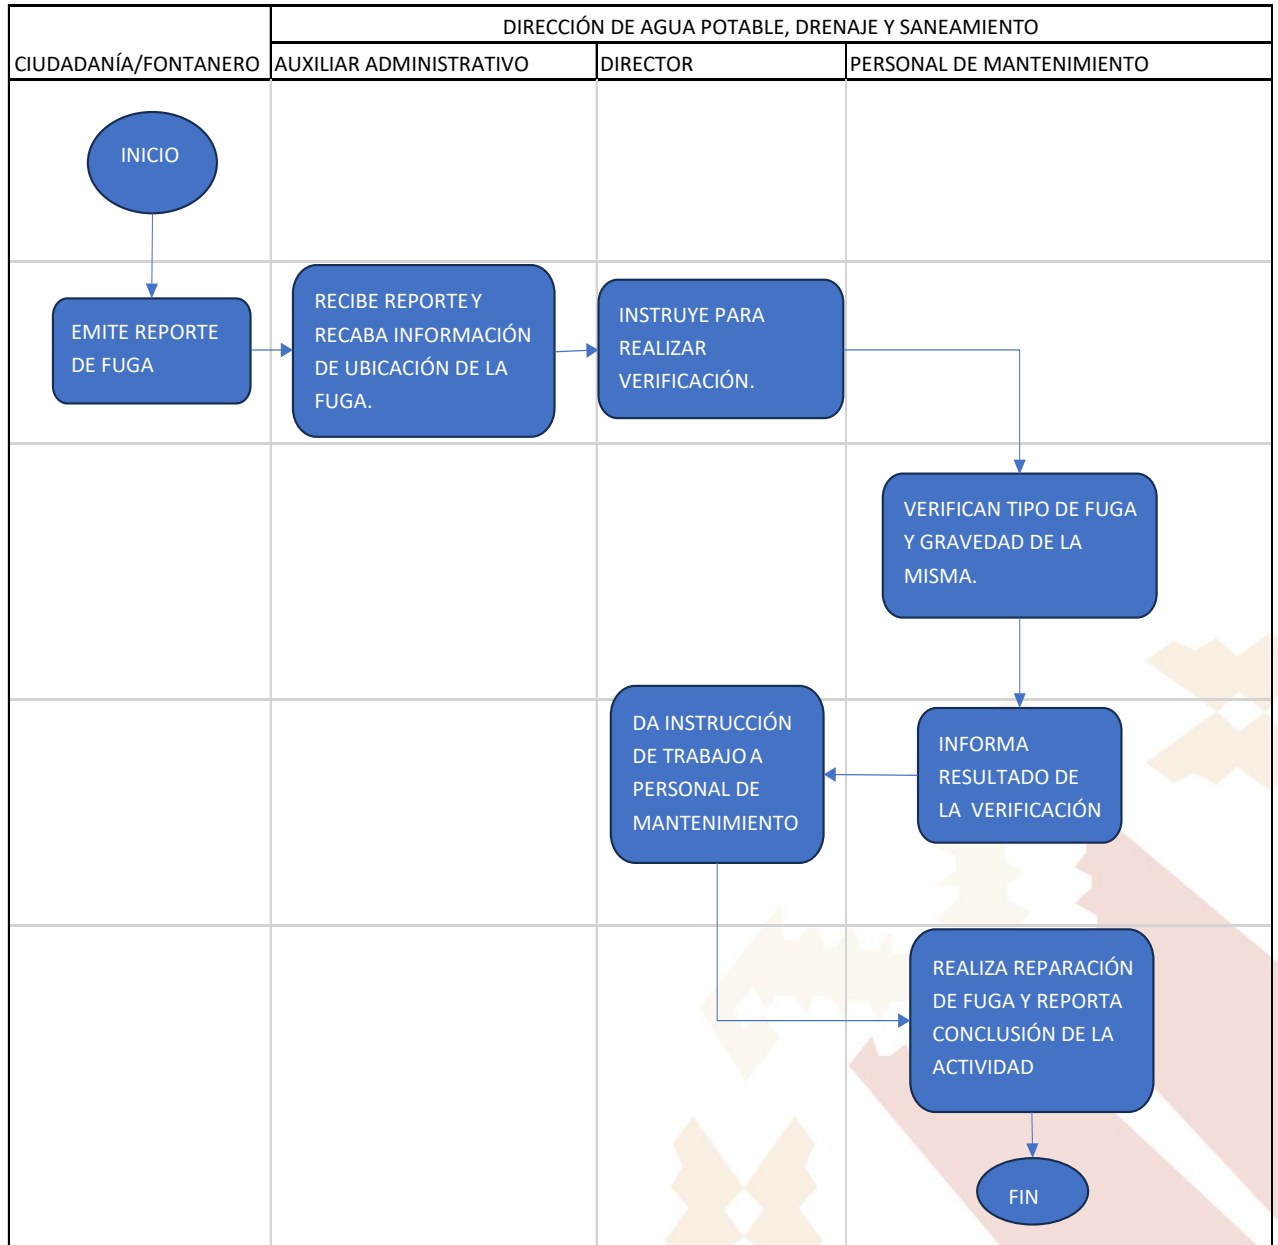 DIRECCIÓN DE AGUA POTABLE, DRENAJE Y SANEAMIENTO
CIUDADANÍA/FONTANERO
AUXILIAR ADMINISTRATIVO
DIRECTOR
PERSONAL DE MANTENIMIENTO
INICIO
EMITE REPORTE
DE FUGA
RECIBE REPORTE Y
RECABA INFORMACIÓN
DE UBICACIÓN DE LA
FUGA.
INSTRUYE PARA
REALIZAR
VERIFICACIÓN.
VERIFICAN TIPO DE FUGA
Y GRAVEDAD DE LA
MISMA.
INFORMA
RESULTADO DE
LA VERIFICACIÓN
DA INSTRUCCIÓN
DE TRABAJO A
PERSONAL DE
MANTENIMIENTO
REALIZA REPARACIÓN
DE FUGA Y REPORTA
CONCLUSIÓN DE LA
ACTIVIDAD
FIN